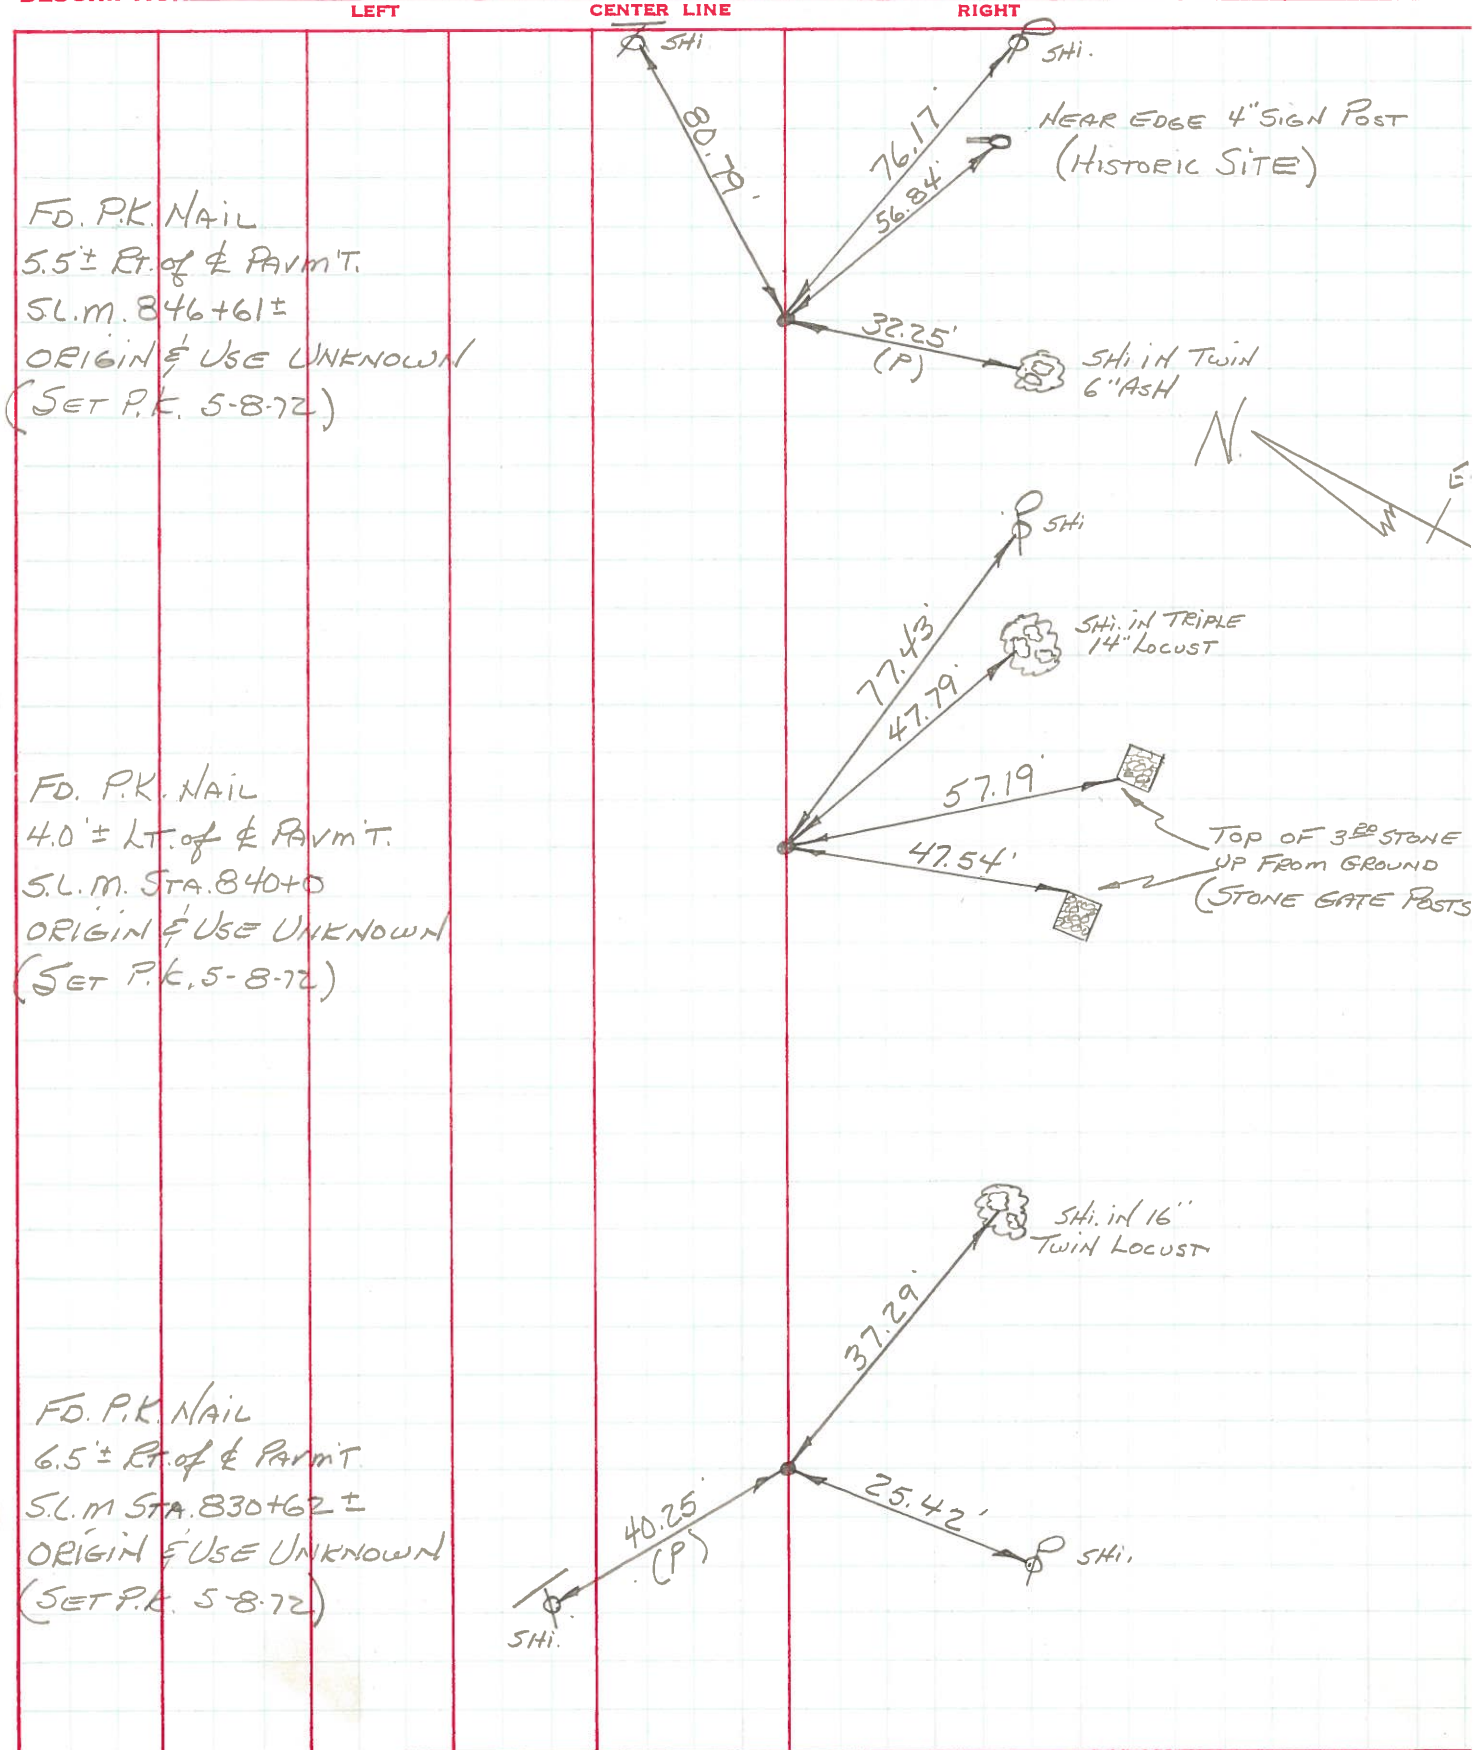 LEFT CENTER LINE RIGHT
SHi
SHi.
80.79'
76.17'
56.84'
NEAR EDGE 4" SIGN POST
(HISTORIC SITE)
FD. P.K. NAIL
5.5'± RT. of ℄ PAVM'T.
S.L.M. 846+61±
ORIGIN & USE UNKNOWN
(SET P.K. 5-8-72)
32.25'
(P)
SHi IN TWIN
6" ASH
N.
SHi
77.43'
47.79'
SHi. IN TRIPLE
14" LOCUST
57.19'
47.54'
TOP OF 3RD STONE
UP FROM GROUND
(STONE GATE POSTS
FD. P.K. NAIL
4.0'± LT. of ℄ PAVM'T.
S.L.M. STA. 840+0
ORIGIN & USE UNKNOWN
(SET P.K. 5-8-72)
SHi. IN 16"
TWIN LOCUST
37.29'
FD. P.K. NAIL
6.5'± RT. of ℄ PAVM'T.
S.L.M STA. 830+62±
ORIGIN & USE UNKNOWN
(SET P.K. 5-8-72)
40.25'
(P)
SHi.
25.42'
SHi.